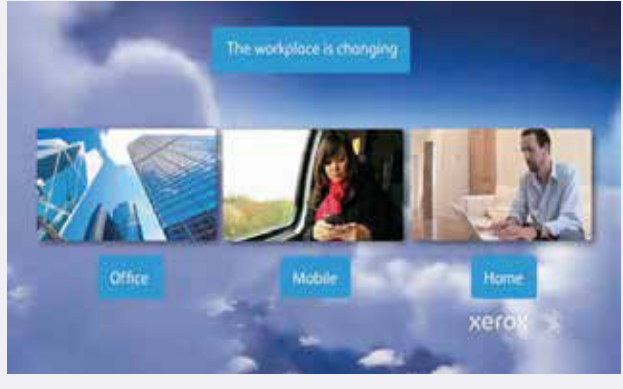 The workplace is changing
Office
Mobile
Home
xerox